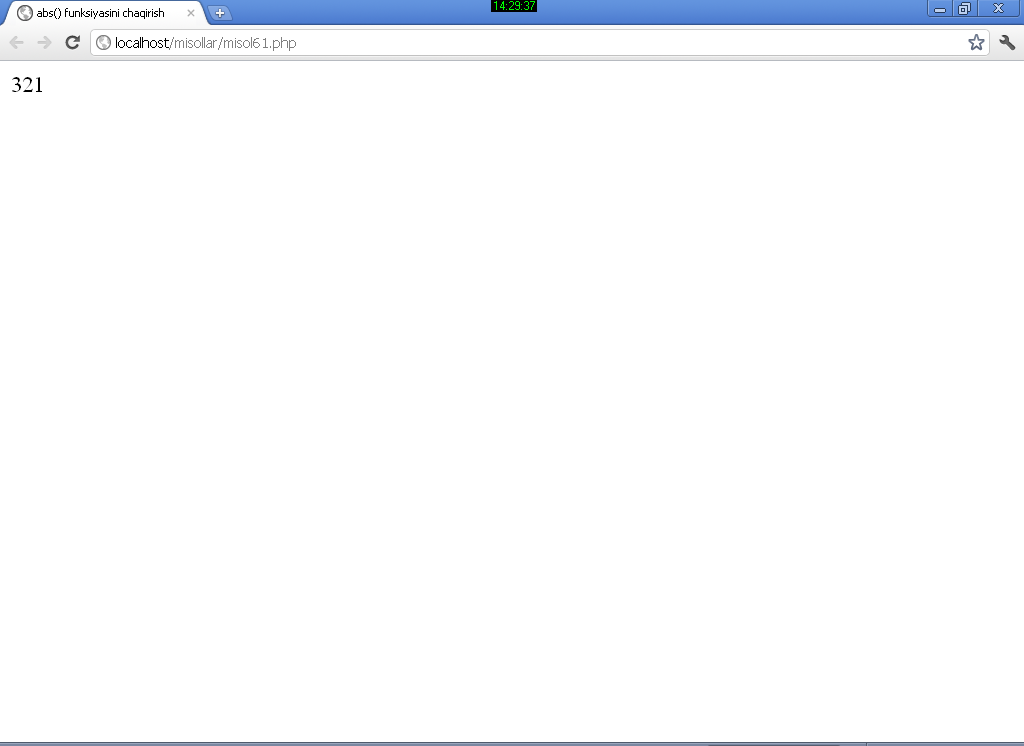 14:29:37
abs() funksiyasini chaqirish
localhost/misollar/misol61.php
321